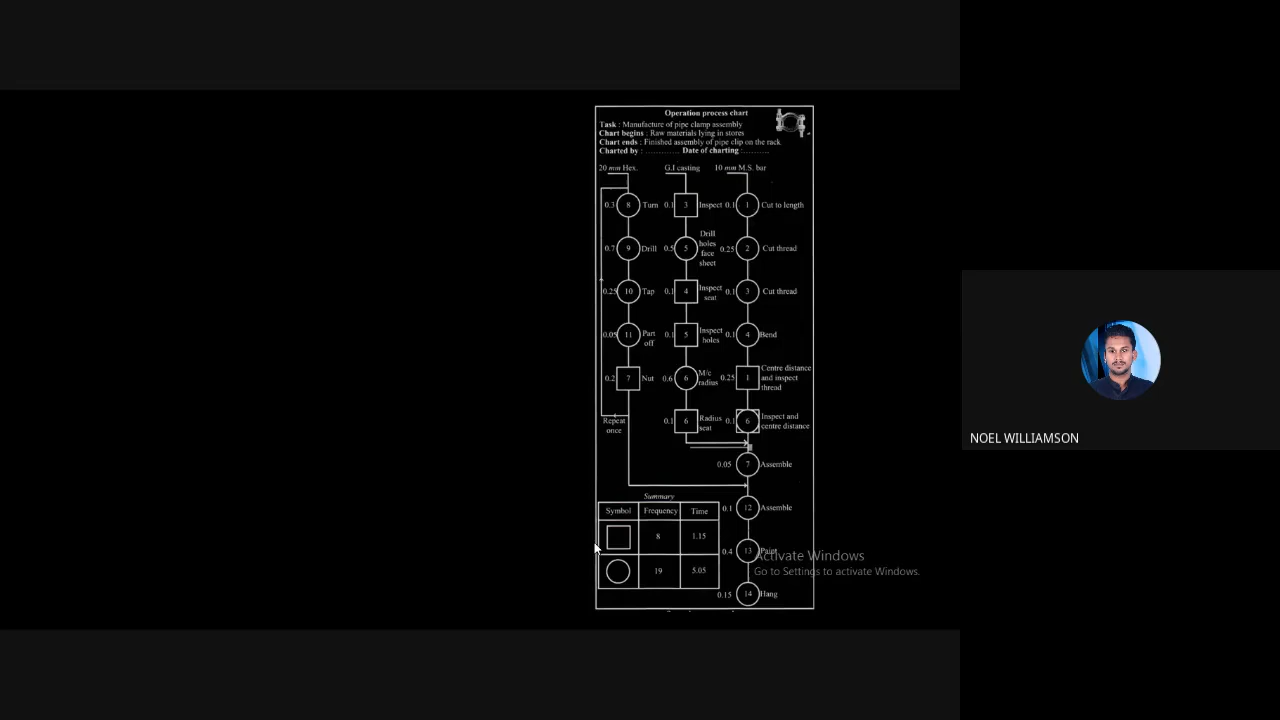 Operation process chart
Task : Manufacture of pipe clamp assembly
Chart begins : Raw materials lying in stores
Chart ends : Finished assembly of pipe clip on the rack
Charted by : ............. Date of charting :..........
20 mm Hex. G.I casting 10 mm M.S. bar
0.3 8 Turn 0.1 3 Inspect 0.1 1 Cut to length
0.7 9 Drill 0.5 5 Drill holes face sheet 0.25 2 Cut thread
0.25 10 Tap 0.1 4 Inspect seat 0.1 3 Cut thread
0.05 11 Part off 0.1 5 Inspect holes 0.1 4 Bend
0.2 7 Nut 0.6 6 M/c radius 0.25 1 Centre distance and inspect thread
Repeat once 0.1 6 Radius seat 0.1 6 Inspect and centre distance
0.05 7 Assemble
0.1 12 Assemble
0.4 13 Paint
0.15 14 Hang
Summary
Symbol Frequency Time
8 1.15
19 5.05
Activate Windows
Go to Settings to activate Windows.
NOEL WILLIAMSON